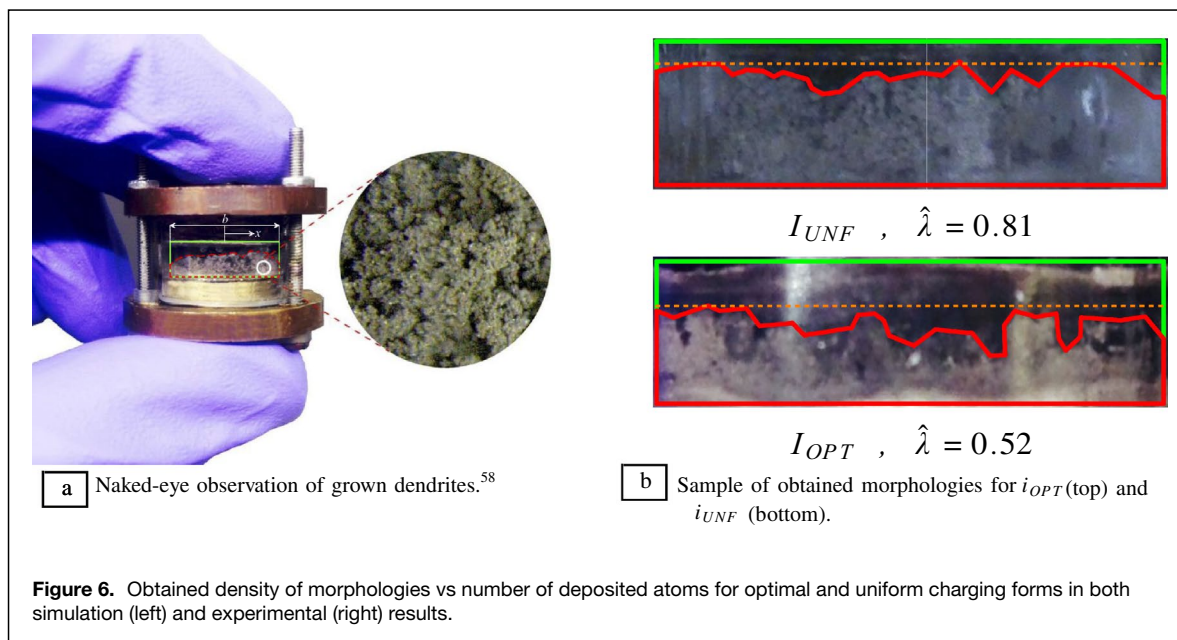 b
x
I_UNF , λ̂ = 0.81
I_OPT , λ̂ = 0.52
a Naked-eye observation of grown dendrites.⁵⁸
b Sample of obtained morphologies for i_OPT (top) and
i_UNF (bottom).
Figure 6. Obtained density of morphologies vs number of deposited atoms for optimal and uniform charging forms in both
simulation (left) and experimental (right) results.